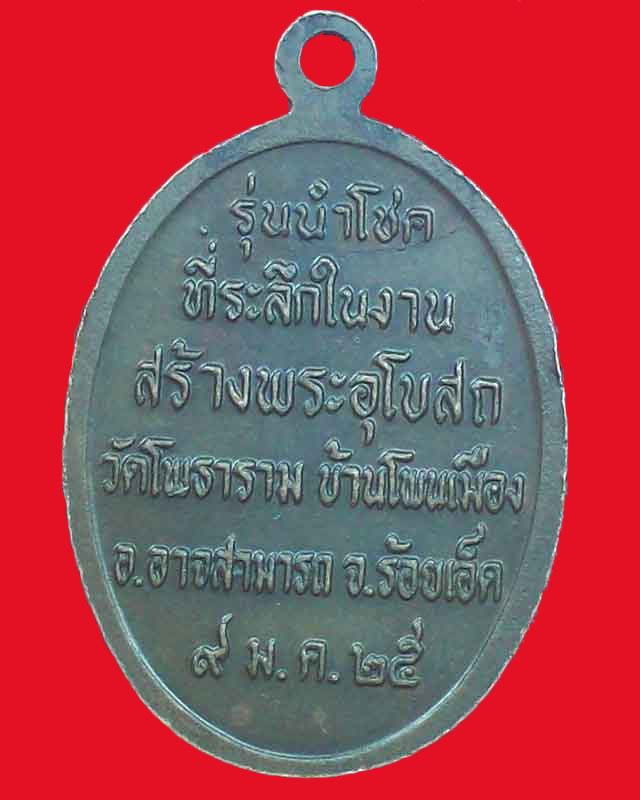 รุ่นนำโชค
ที่ระลึกในงาน
สร้างพระอุโบสถ
วัดโพธาราม บ้านโพนเมือง
อ.อาจสามารถ จ.ร้อยเอ็ด
๙ ม.ค.๒๕